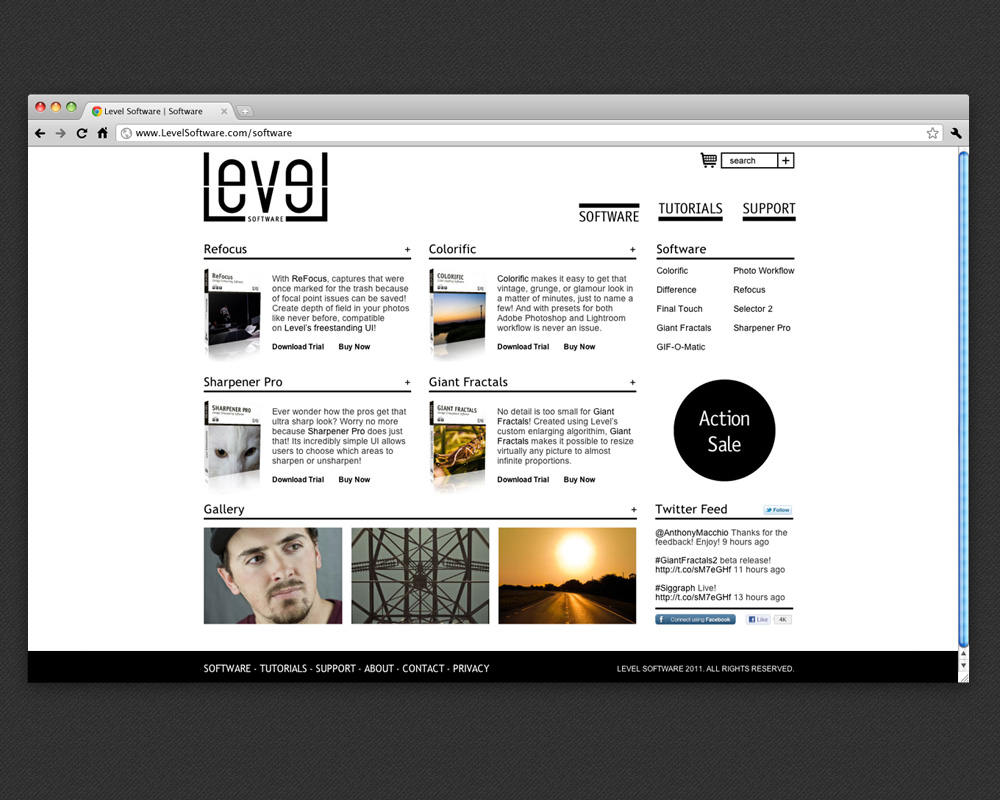 Level Software | Software
www.LevelSoftware.com/software
level
SOFTWARE
search +
SOFTWARE TUTORIALS SUPPORT
Refocus +
ReFocus
With ReFocus, captures that were
once marked for the trash because
of focal point issues can be saved!
Create depth of field in your photos
like never before, compatible
on Level's freestanding UI!
Download Trial Buy Now
Colorific +
COLORIFIC
Colorific makes it easy to get that
vintage, grunge, or glamour look in
a matter of minutes, just to name a
few! And with presets for both
Adobe Photoshop and Lightroom
workflow is never an issue.
Download Trial Buy Now
Software
Colorific Photo Workflow
Difference Refocus
Final Touch Selector 2
Giant Fractals Sharpener Pro
GIF-O-Matic
Sharpener Pro +
SHARPENER PRO
Ever wonder how the pros get that
ultra sharp look? Worry no more
because Sharpener Pro does just
that! Its incredibly simple UI allows
users to choose which areas to
sharpen or unsharpen!
Download Trial Buy Now
Giant Fractals +
GIANT FRACTALS
No detail is too small for Giant
Fractals! Created using Level's
custom enlarging algorithim, Giant
Fractals makes it possible to resize
virtually any picture to almost
infinite proportions.
Download Trial Buy Now
Action
Sale
Gallery +
Twitter Feed Follow
@AnthonyMacchio Thanks for the
feedback! Enjoy! 9 hours ago
#GiantFractals2 beta release!
http://t.co/sM7eGHf 11 hours ago
#Siggraph Live!
http://t.co/sM7eGHf 13 hours ago
f Connect using Facebook f Like 4K
SOFTWARE - TUTORIALS - SUPPORT - ABOUT - CONTACT - PRIVACY
LEVEL SOFTWARE 2011. ALL RIGHTS RESERVED.